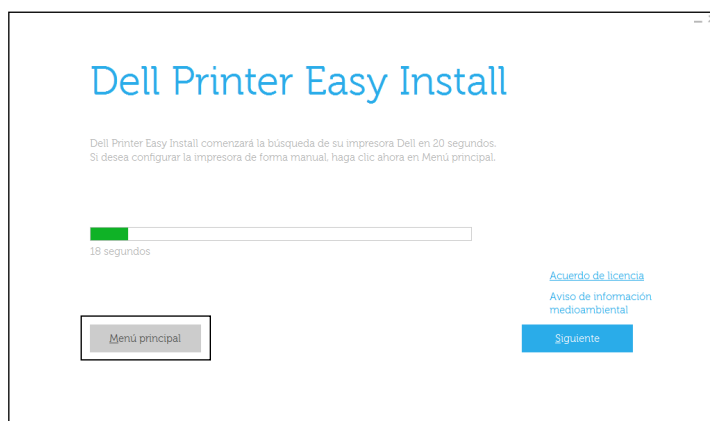 Dell Printer Easy Install
Dell Printer Easy Install comenzará la búsqueda de su impresora Dell en 20 segundos.
Si desea configurar la impresora de forma manual, haga clic ahora en Menú principal.
18 segundos
Acuerdo de licencia
Aviso de información
medioambiental
Menú principal
Siguiente